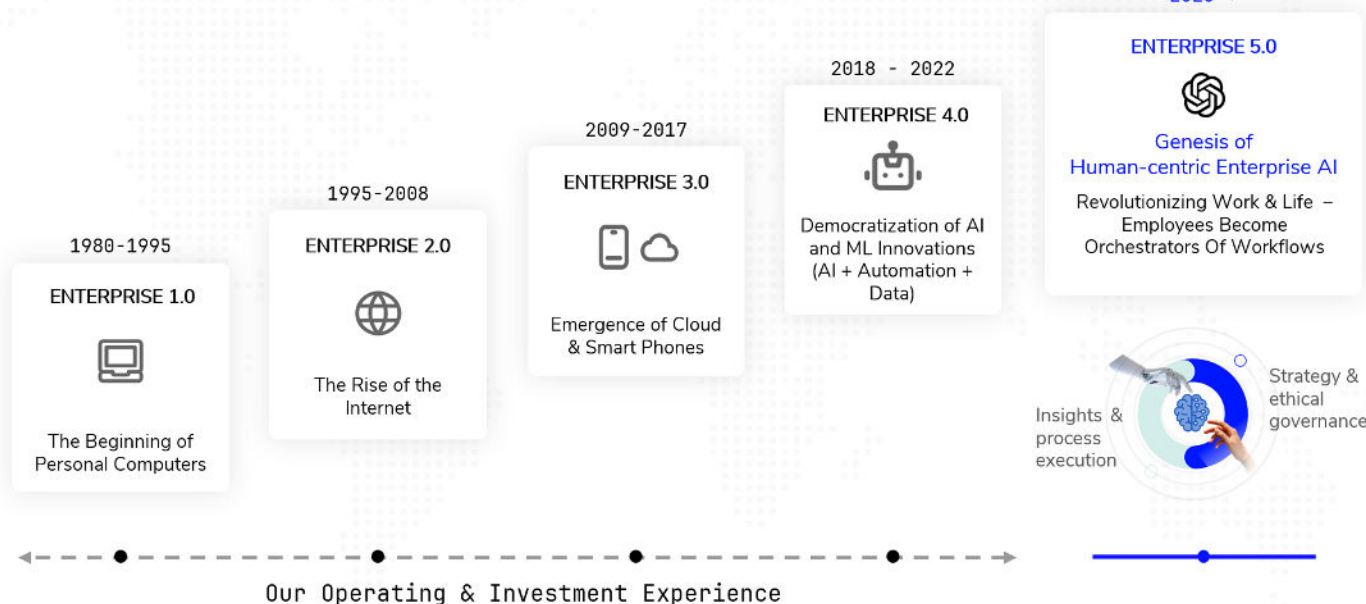 1980-1995
ENTERPRISE 1.0
The Beginning of
Personal Computers
1995-2008
ENTERPRISE 2.0
The Rise of the
Internet
2009-2017
ENTERPRISE 3.0
Emergence of Cloud
& Smart Phones
2018 - 2022
ENTERPRISE 4.0
Democratization of AI
and ML Innovations
(AI + Automation +
Data)
ENTERPRISE 5.0
Genesis of
Human-centric Enterprise AI
Revolutionizing Work & Life –
Employees Become
Orchestrators Of Workflows
Insights &
process
execution
Strategy &
ethical
governance
Our Operating & Investment Experience